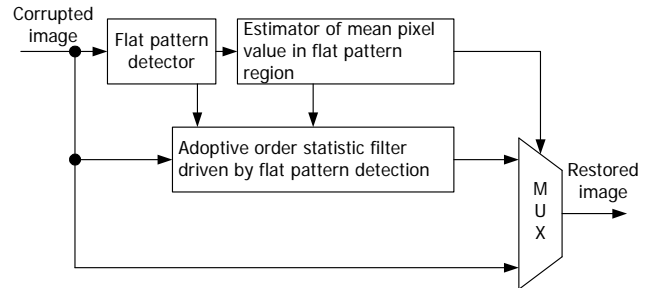 Corrupted
image
Flat pattern
detector
Estimator of mean pixel
value in flat pattern
region
Adoptive order statistic filter
driven by flat pattern detection
M
U
X
Restored
image